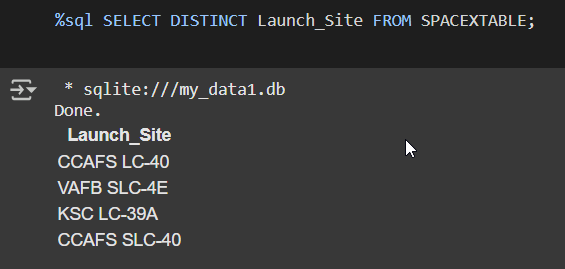 %sql SELECT DISTINCT Launch_Site FROM SPACEXTABLE;
* sqlite:///my_data1.db
Done.
Launch_Site
CCAFS LC-40
VAFB SLC-4E
KSC LC-39A
CCAFS SLC-40